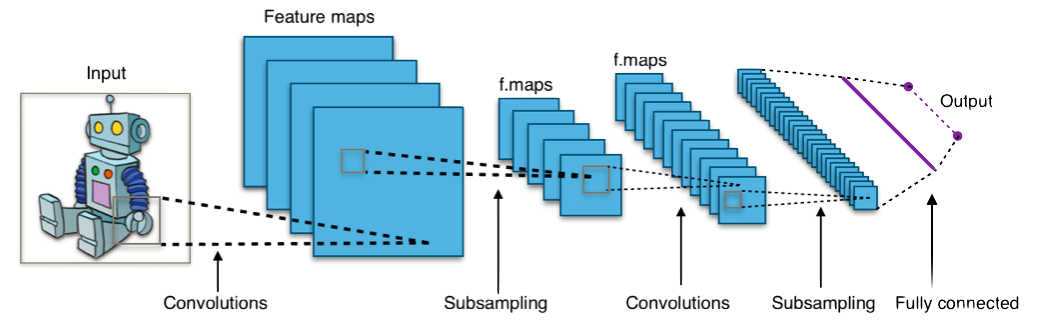 Feature maps
f.maps
f.maps
Input
Output
Convolutions
Subsampling
Convolutions
Subsampling
Fully connected